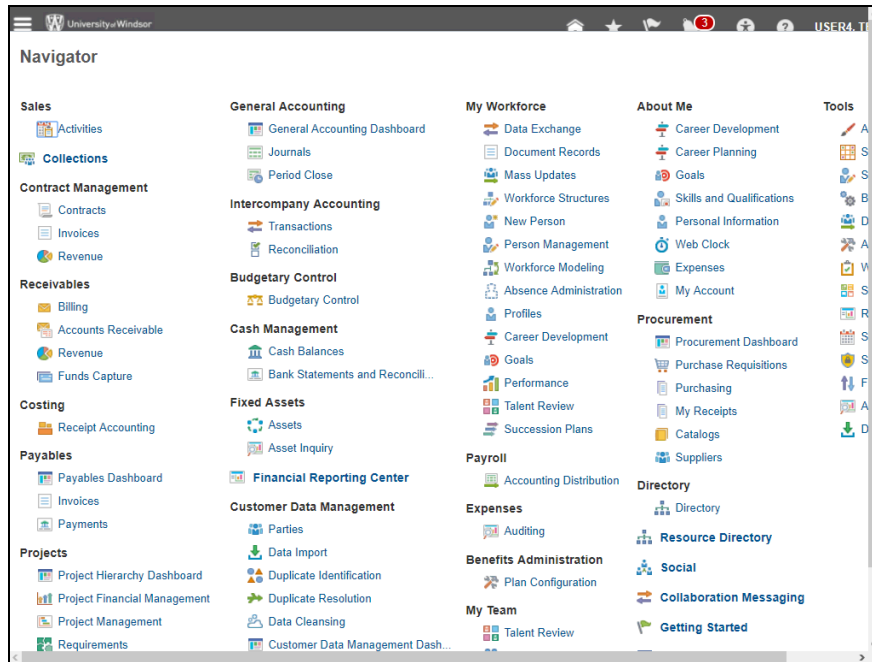 University of Windsor
3
USER4, T
Navigator
Sales
Activities
Collections
Contract Management
Contracts
Invoices
Revenue
Receivables
Billing
Accounts Receivable
Revenue
Funds Capture
Costing
Receipt Accounting
Payables
Payables Dashboard
Invoices
Payments
Projects
Project Hierarchy Dashboard
Project Financial Management
Project Management
Requirements
General Accounting
General Accounting Dashboard
Journals
Period Close
Intercompany Accounting
Transactions
Reconciliation
Budgetary Control
Budgetary Control
Cash Management
Cash Balances
Bank Statements and Reconcili...
Fixed Assets
Assets
Asset Inquiry
Financial Reporting Center
Customer Data Management
Parties
Data Import
Duplicate Identification
Duplicate Resolution
Data Cleansing
Customer Data Management Dash...
My Workforce
Data Exchange
Document Records
Mass Updates
Workforce Structures
New Person
Person Management
Workforce Modeling
Absence Administration
Profiles
Career Development
Goals
Performance
Talent Review
Succession Plans
Payroll
Accounting Distribution
Expenses
Auditing
Benefits Administration
Plan Configuration
My Team
Talent Review
About Me
Career Development
Career Planning
Goals
Skills and Qualifications
Personal Information
Web Clock
Expenses
My Account
Procurement
Procurement Dashboard
Purchase Requisitions
Purchasing
My Receipts
Catalogs
Suppliers
Directory
Directory
Resource Directory
Social
Collaboration Messaging
Getting Started
Tools
A
S
S
B
D
A
W
S
R
S
S
F
A
D